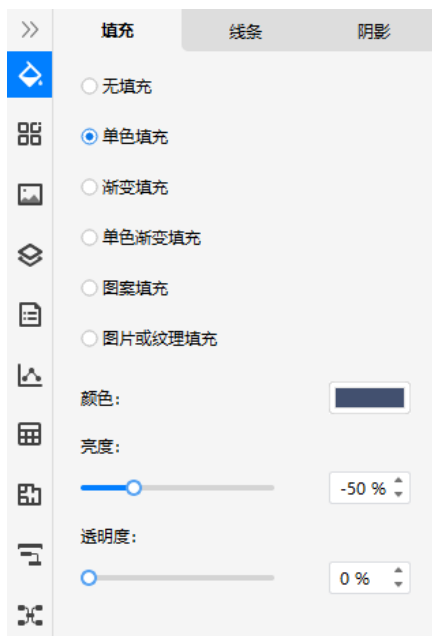 填充 线条 阴影
无填充
单色填充
渐变填充
单色渐变填充
图案填充
图片或纹理填充
颜色:
亮度:
-50 %
透明度:
0 %